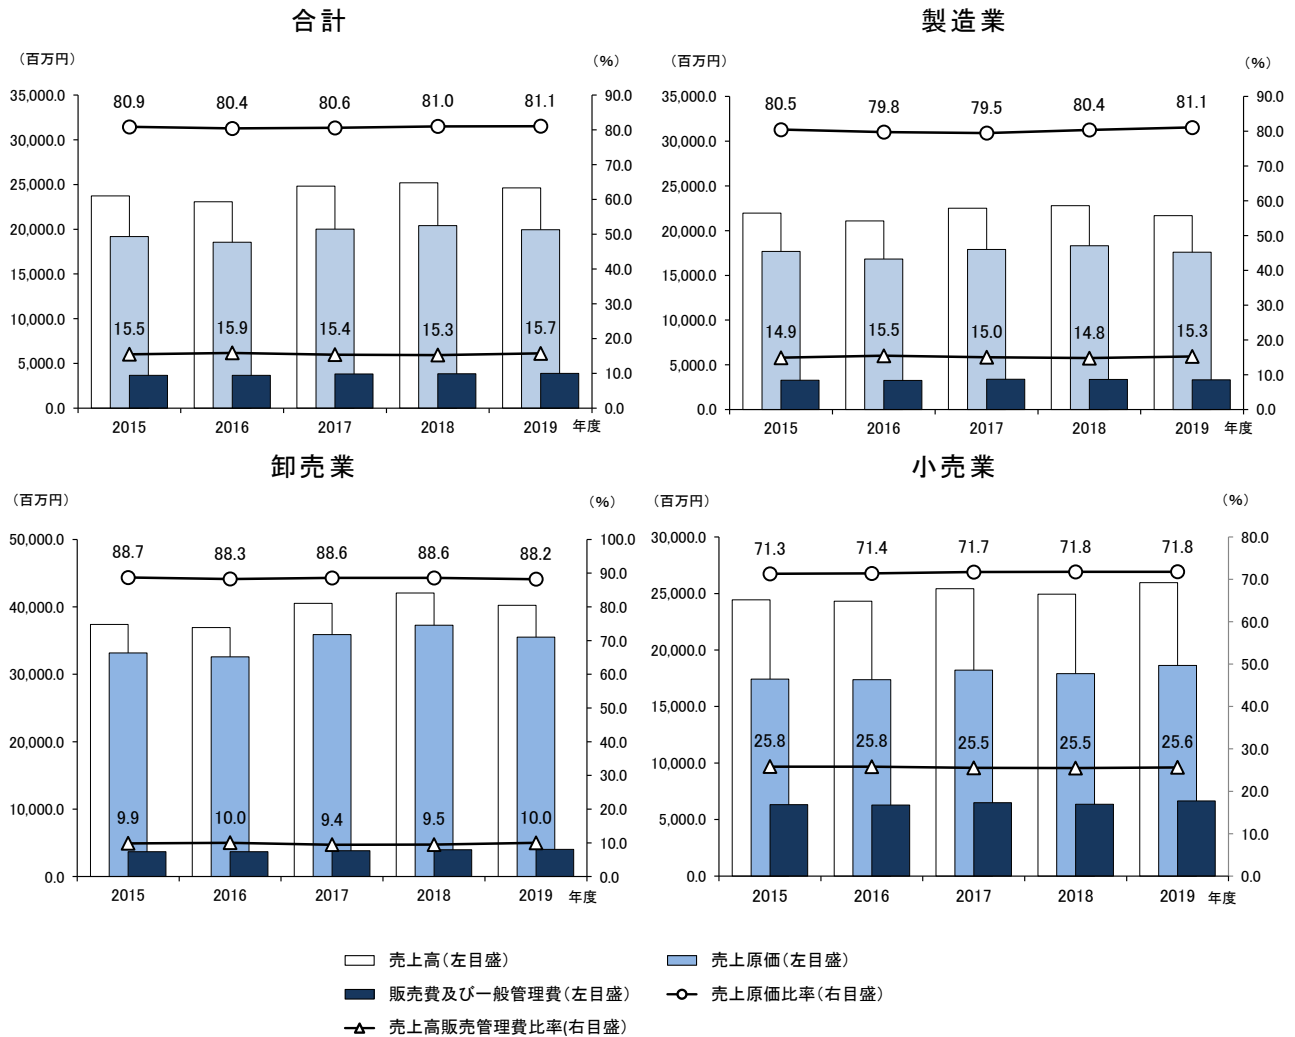 合計
（百万円）
（%）
35,000.0
30,000.0
25,000.0
20,000.0
15,000.0
10,000.0
5,000.0
0.0
90.0
80.0
70.0
60.0
50.0
40.0
30.0
20.0
10.0
0.0
80.9 80.4 80.6 81.0 81.1
15.5 15.9 15.4 15.3 15.7
2015 2016 2017 2018 2019 年度
製造業
（百万円）
（%）
35,000.0
30,000.0
25,000.0
20,000.0
15,000.0
10,000.0
5,000.0
0.0
90.0
80.0
70.0
60.0
50.0
40.0
30.0
20.0
10.0
0.0
80.5 79.8 79.5 80.4 81.1
14.9 15.5 15.0 14.8 15.3
2015 2016 2017 2018 2019 年度
卸売業
（百万円）
（%）
50,000.0
40,000.0
30,000.0
20,000.0
10,000.0
0.0
100.0
90.0
80.0
70.0
60.0
50.0
40.0
30.0
20.0
10.0
0.0
88.7 88.3 88.6 88.6 88.2
9.9 10.0 9.4 9.5 10.0
2015 2016 2017 2018 2019 年度
小売業
（百万円）
（%）
30,000.0
25,000.0
20,000.0
15,000.0
10,000.0
5,000.0
0.0
80.0
70.0
60.0
50.0
40.0
30.0
20.0
10.0
0.0
71.3 71.4 71.7 71.8 71.8
25.8 25.8 25.5 25.5 25.6
2015 2016 2017 2018 2019 年度
売上高（左目盛）
売上原価（左目盛）
販売費及び一般管理費（左目盛）
売上原価比率（右目盛）
売上高販売管理費比率(右目盛）